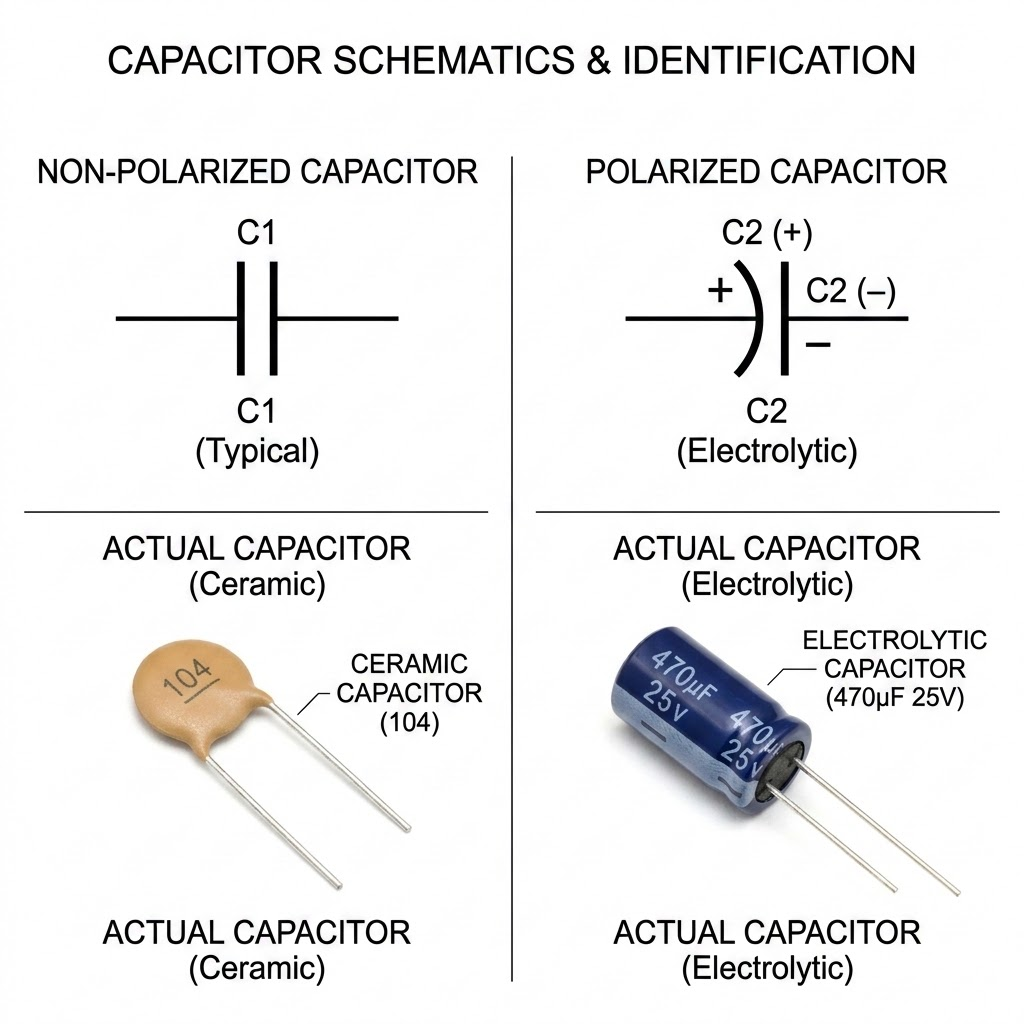 CAPACITOR SCHEMATICS & IDENTIFICATION
NON-POLARIZED CAPACITOR
C1
C1
(Typical)
POLARIZED CAPACITOR
C2 (+)
+
C2 (–)
–
C2
(Electrolytic)
ACTUAL CAPACITOR
(Ceramic)
104
CERAMIC
CAPACITOR
(104)
ACTUAL CAPACITOR
(Ceramic)
ACTUAL CAPACITOR
(Electrolytic)
470µF
25V
470µ
25V
ELECTROLYTIC
CAPACITOR
(470µF 25V)
ACTUAL CAPACITOR
(Electrolytic)